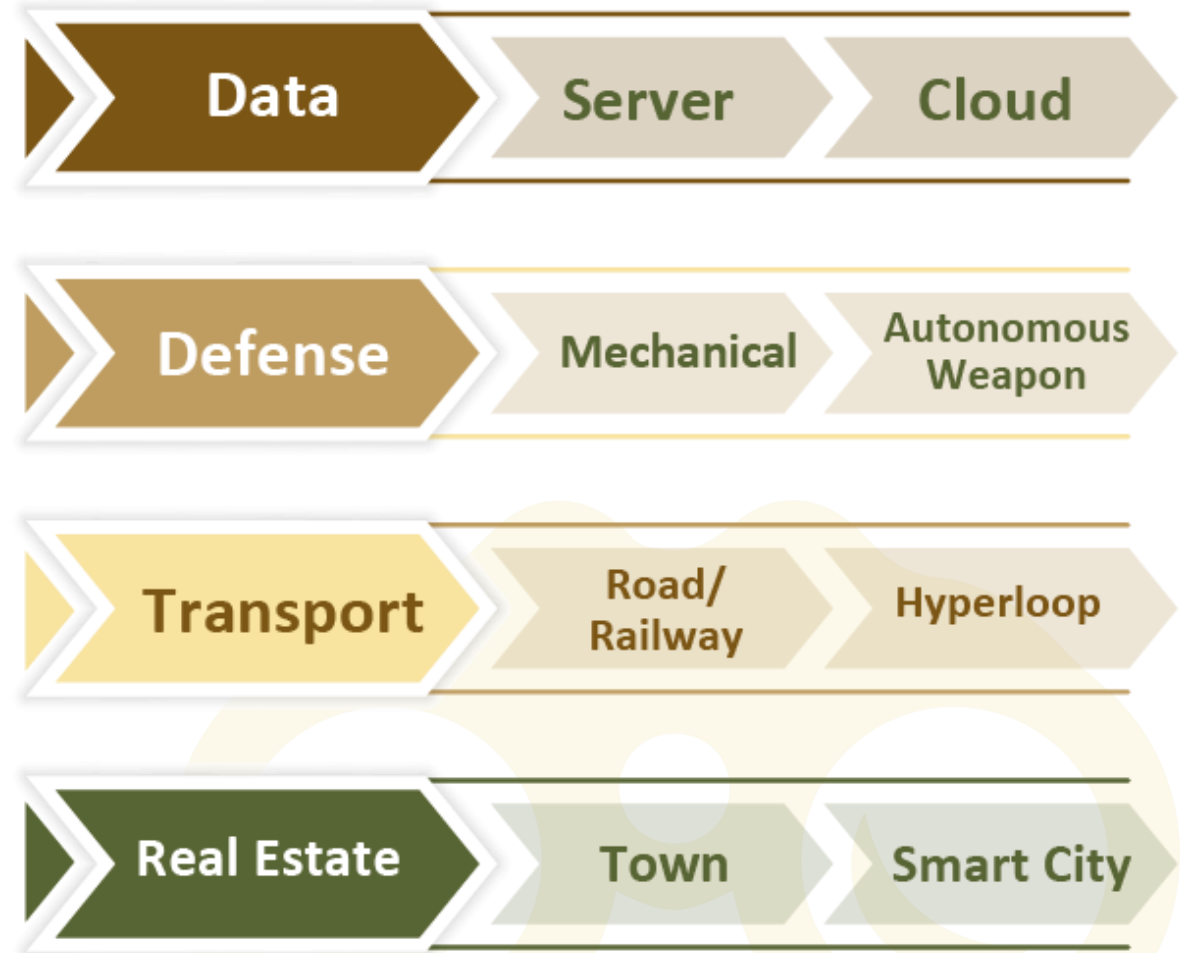 Data
Server
Cloud
Defense
Mechanical
Autonomous
Weapon
Transport
Road/
Railway
Hyperloop
Real Estate
Town
Smart City